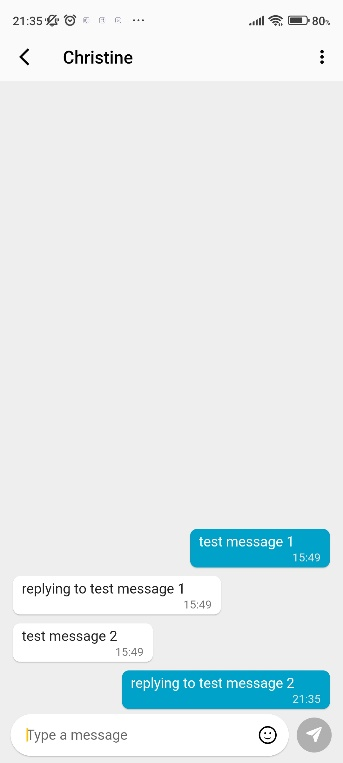 21:35 80%
Christine
test message 1
15:49
replying to test message 1
15:49
test message 2
15:49
replying to test message 2
21:35
Type a message